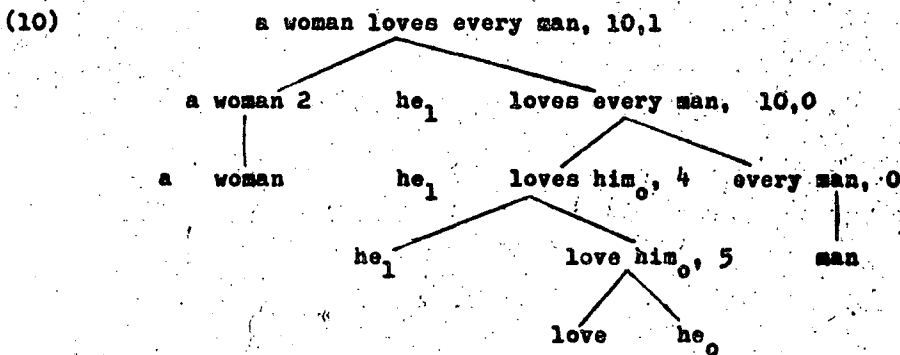 (10) a woman loves every man, 10,1
a woman 2 he₁ loves every man, 10,0
a woman he₁ loves him₀, 4 every man, 0
he₁ love him₀, 5 man
love he₀